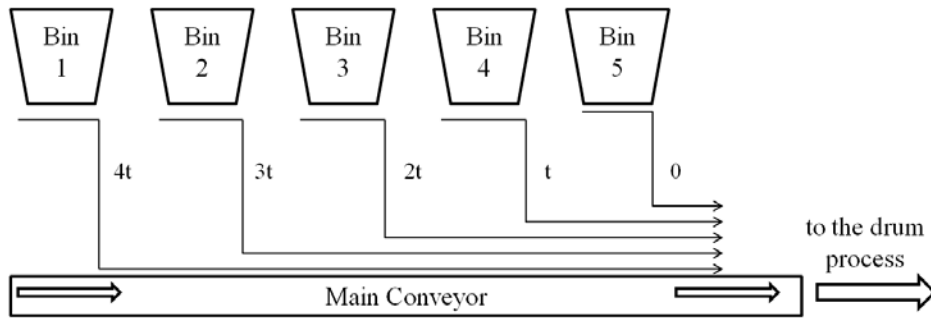 Bin
1
Bin
2
Bin
3
Bin
4
Bin
5
4t
3t
2t
t
0
to the drum
process
Main Conveyor